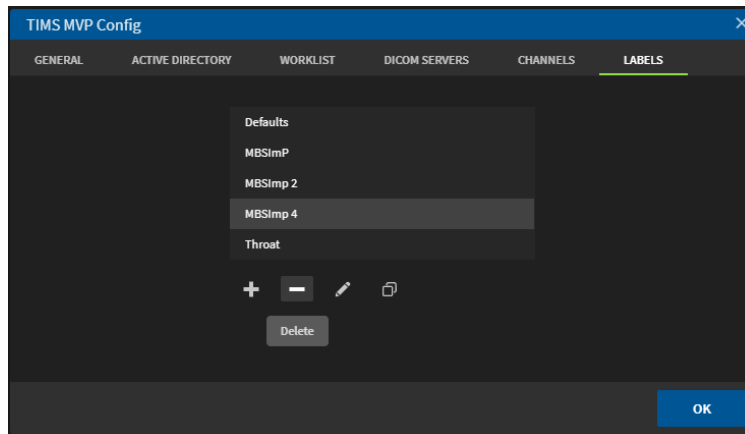 TIMS MVP Config
GENERAL ACTIVE DIRECTORY WORKLIST DICOM SERVERS CHANNELS LABELS
Defaults
MBSImP
MBSImp 2
MBSImp 4
Throat
Delete
OK